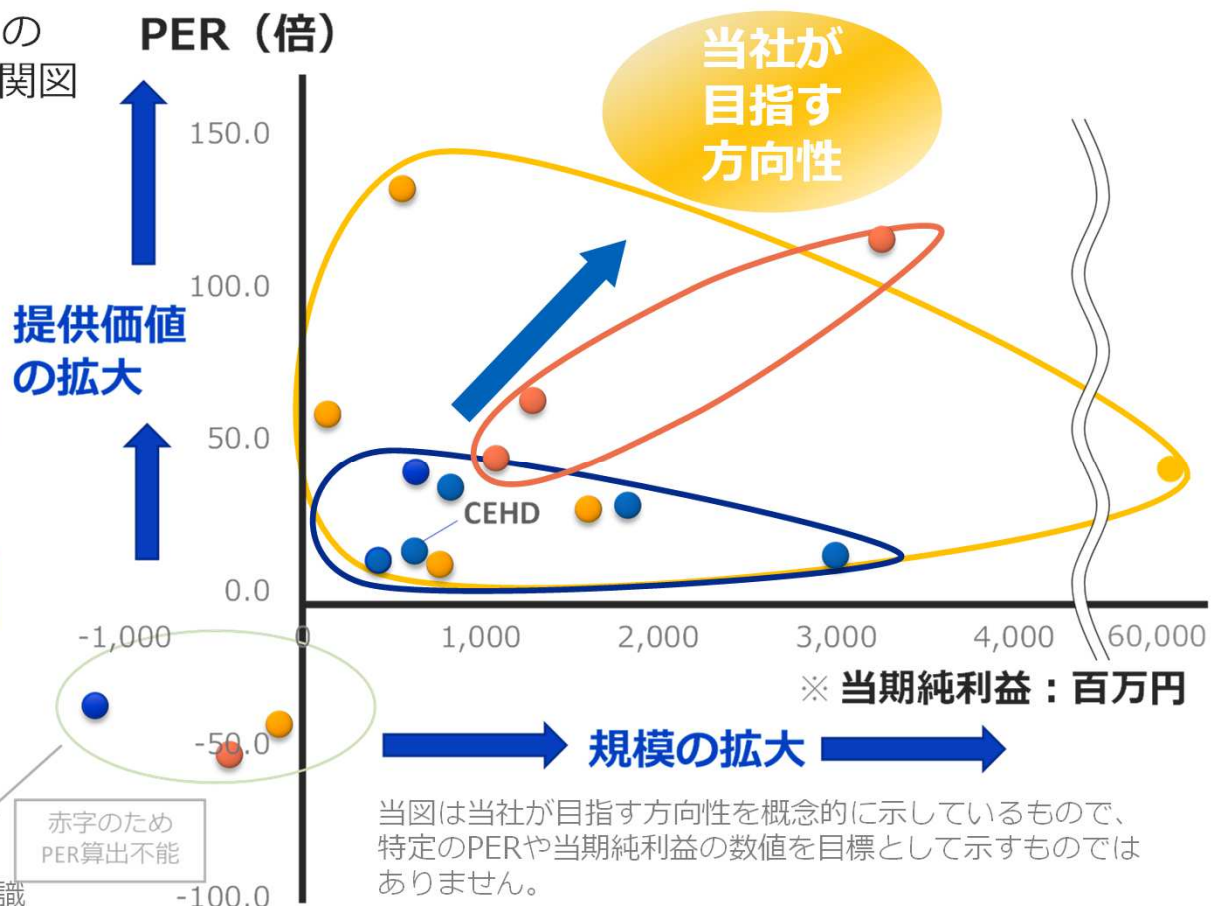 の
関図
PER（倍）
当社が
目指す
方向性
150.0
100.0
提供価値
の拡大
50.0
CEHD
0.0
-1,000
0
1,000
2,000
3,000
4,000
60,000
※ 当期純利益：百万円
-50.0
規模の拡大
赤字のため
PER算出不能
当図は当社が目指す方向性を概念的に示しているもので、
特定のPERや当期純利益の数値を目標として示すものでは
ありません。
識
-100.0